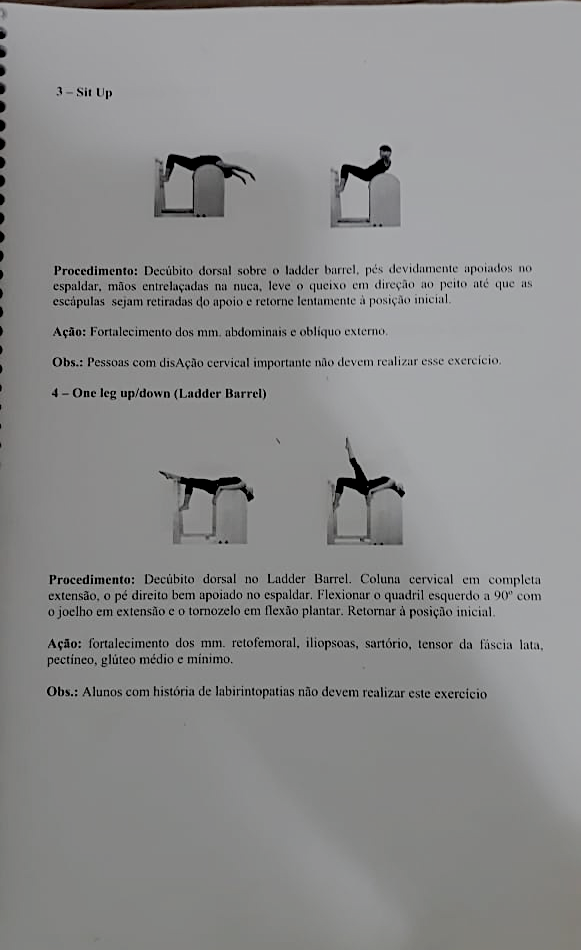 3 – Sit Up
Procedimento: Decúbito dorsal sobre o ladder barrel, pés devidamente apoiados no
espaldar, mãos entrelaçadas na nuca, leve o queixo em direção ao peito até que as
escápulas sejam retiradas do apoio e retorne lentamente à posição inicial.
Ação: Fortalecimento dos mm. abdominais e oblíquo externo.
Obs.: Pessoas com disAção cervical importante não devem realizar esse exercício.
4 – One leg up/down (Ladder Barrel)
Procedimento: Decúbito dorsal no Ladder Barrel. Coluna cervical em completa
extensão, o pé direito bem apoiado no espaldar. Flexionar o quadril esquerdo a 90º com
o joelho em extensão e o tornozelo em flexão plantar. Retornar à posição inicial.
Ação: fortalecimento dos mm. retofemoral, iliopsoas, sartório, tensor da fáscia lata,
pectíneo, glúteo médio e mínimo.
Obs.: Alunos com história de labirintopatias não devem realizar este exercício